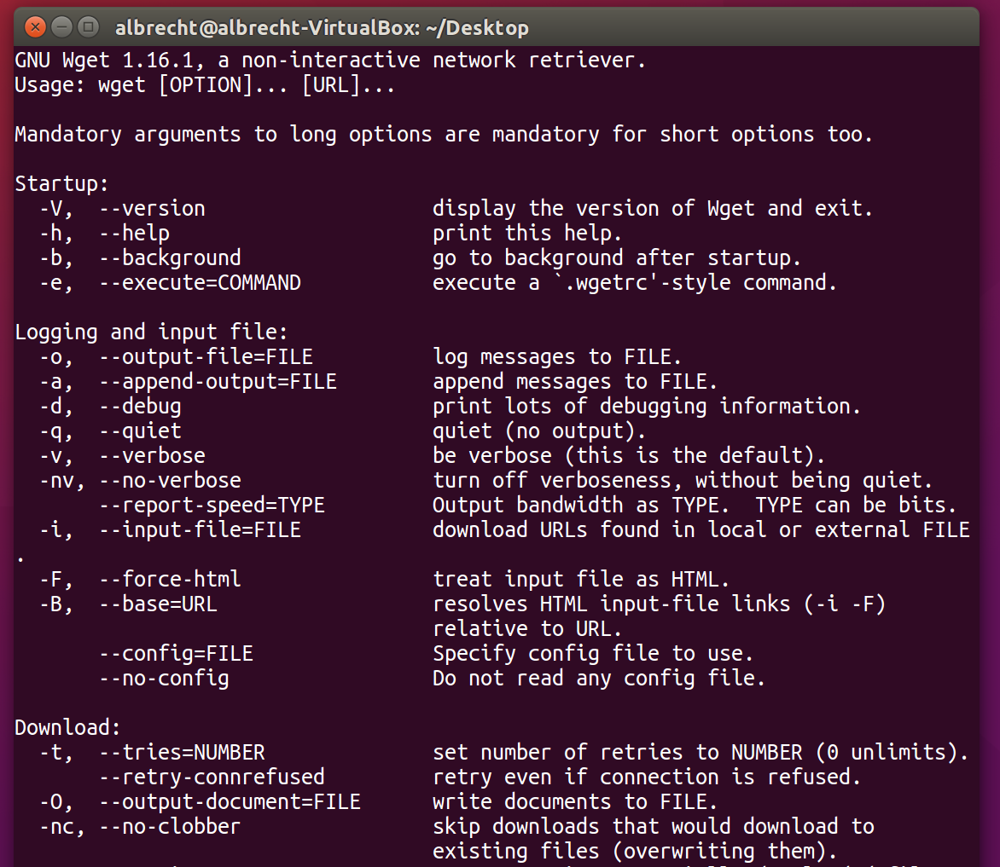 albrecht@albrecht-VirtualBox: ~/Desktop
GNU Wget 1.16.1, a non-interactive network retriever.
Usage: wget [OPTION]... [URL]...

Mandatory arguments to long options are mandatory for short options too.

Startup:
  -V,  --version                   display the version of Wget and exit.
  -h,  --help                      print this help.
  -b,  --background                go to background after startup.
  -e,  --execute=COMMAND           execute a `.wgetrc'-style command.

Logging and input file:
  -o,  --output-file=FILE          log messages to FILE.
  -a,  --append-output=FILE        append messages to FILE.
  -d,  --debug                     print lots of debugging information.
  -q,  --quiet                     quiet (no output).
  -v,  --verbose                   be verbose (this is the default).
  -nv, --no-verbose                turn off verboseness, without being quiet.
       --report-speed=TYPE         Output bandwidth as TYPE.  TYPE can be bits.
  -i,  --input-file=FILE           download URLs found in local or external FILE
.
  -F,  --force-html                treat input file as HTML.
  -B,  --base=URL                  resolves HTML input-file links (-i -F)
                                   relative to URL.
       --config=FILE               Specify config file to use.
       --no-config                 Do not read any config file.

Download:
  -t,  --tries=NUMBER              set number of retries to NUMBER (0 unlimits).
       --retry-connrefused         retry even if connection is refused.
  -O,  --output-document=FILE      write documents to FILE.
  -nc, --no-clobber                skip downloads that would download to
                                   existing files (overwriting them).